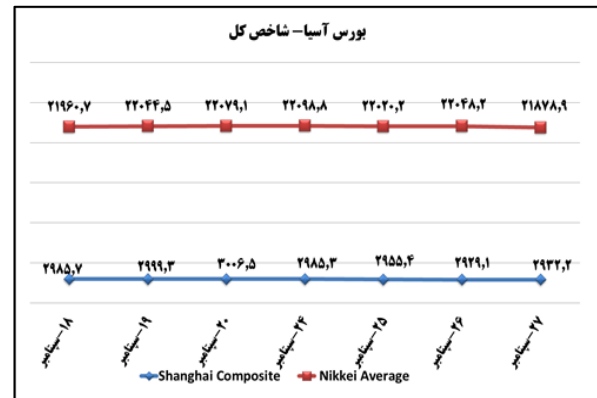 بورس آسیا- شاخص کل
۲۱۹۶۰,۷ ۲۲۰۴۴,۵ ۲۲۰۷۹,۱ ۲۲۰۹۸,۸ ۲۲۰۲۰,۲ ۲۲۰۴۸,۲ ۲۱۸۷۸,۹
۲۹۸۵,۷ ۲۹۹۹,۳ ۳۰۰۶,۵ ۲۹۸۵,۳ ۲۹۵۵,۴ ۲۹۲۹,۱ ۲۹۳۲,۲
۱۸-سپتامبر ۱۹-سپتامبر ۲۰-سپتامبر ۲۴-سپتامبر ۲۵-سپتامبر ۲۶-سپتامبر ۲۷-سپتامبر
Shanghai Composite Nikkei Average